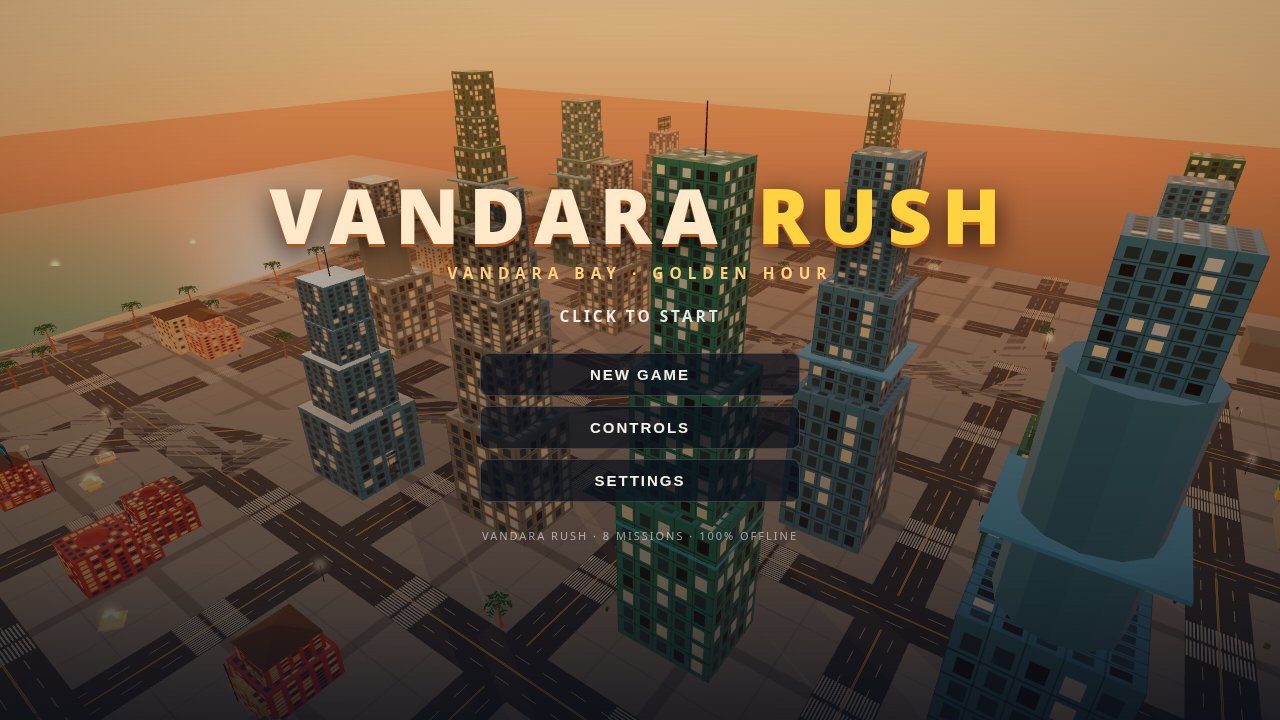 VANDARA RUSH
VANDARA BAY · GOLDEN HOUR
CLICK TO START
NEW GAME
CONTROLS
SETTINGS
VANDARA RUSH · 8 MISSIONS · 100% OFFLINE